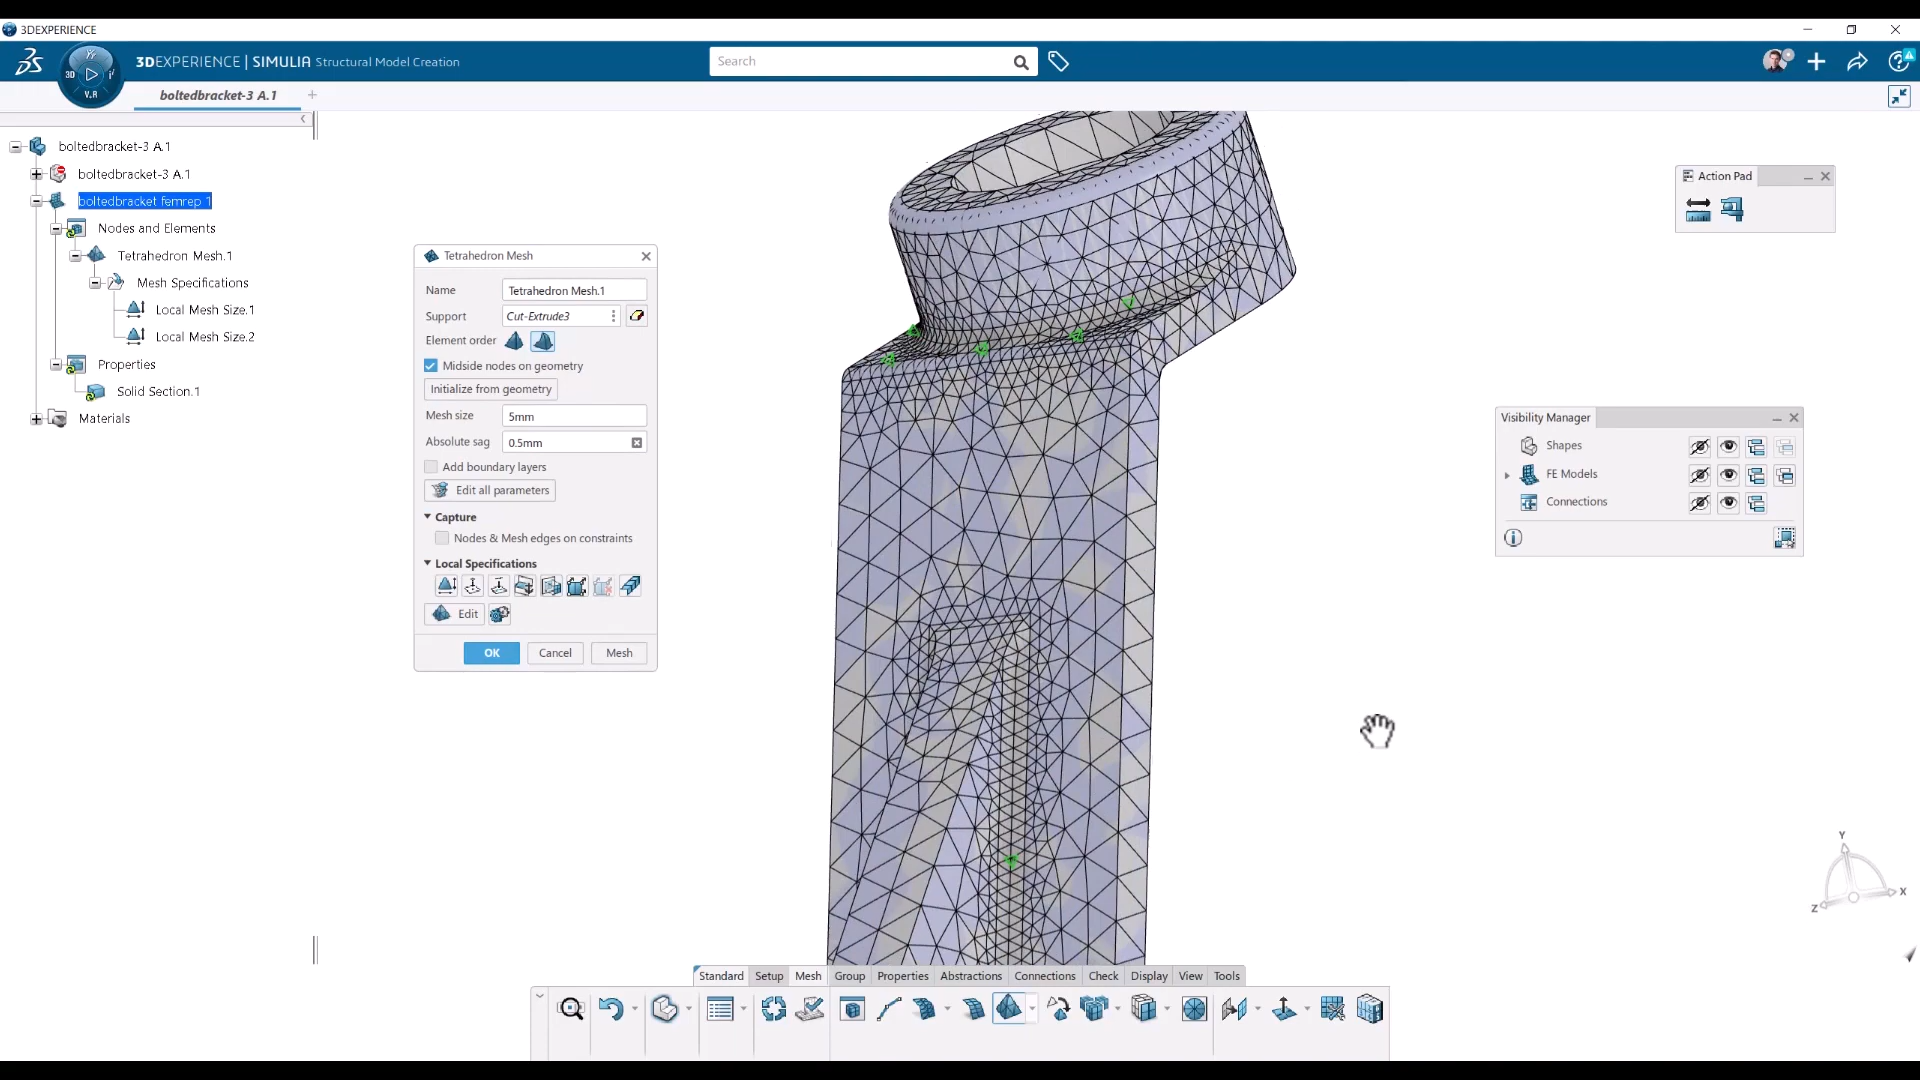 3DEXPERIENCE
3DEXPERIENCE | SIMULIA Structural Model Creation
Search
3D
V.R
boltedbracket-3 A.1
boltedbracket-3 A.1
boltedbracket-3 A.1
boltedbracket femrep 1
Nodes and Elements
Tetrahedron Mesh.1
Mesh Specifications
Local Mesh Size.1
Local Mesh Size.2
Properties
Solid Section.1
Materials
Tetrahedron Mesh
Name Tetrahedron Mesh.1
Support Cut-Extrude3
Element order
Midside nodes on geometry
Initialize from geometry
Mesh size 5mm
Absolute sag 0.5mm
Add boundary layers
Edit all parameters
Capture
Nodes & Mesh edges on constraints
Local Specifications
Edit
OK Cancel Mesh
Action Pad
Visibility Manager
Shapes
FE Models
Connections
Y
X
Z
Standard Setup Mesh Group Properties Abstractions Connections Check Display View Tools